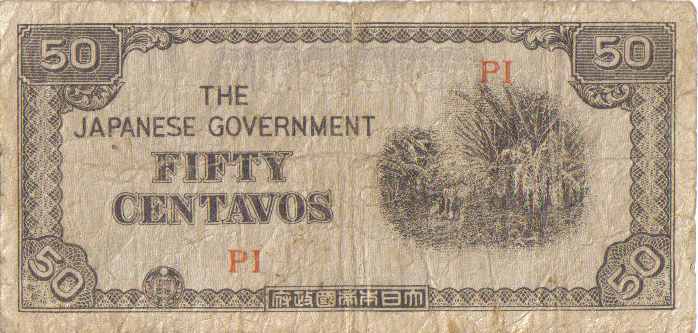 50
50
PI
THE
JAPANESE GOVERNMENT
FIFTY
CENTAVOS
PI
50
大日本帝國政府
50